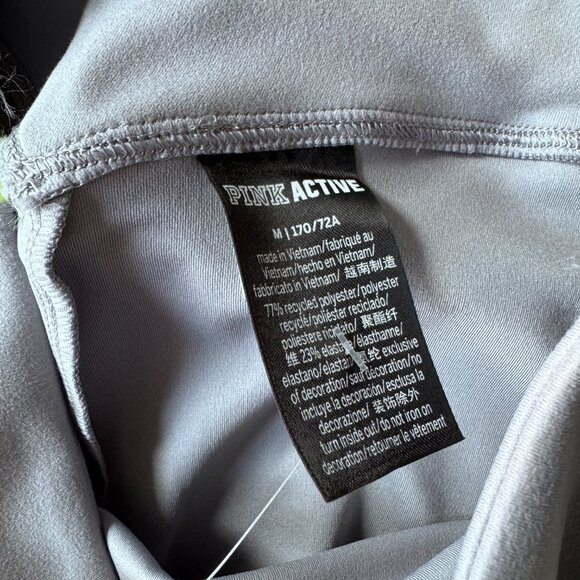 PINK ACTIVE
M | 170/72A
made in Vietnam/fabriqué au
Vietnam/hecho en Vietnam/
fabbricato in Vietnam/ 越南制造
77% recycled polyester/polyester
recyclé/poliéster reciclado/
poliestere riciclato/ 聚酯纤
维 23% elastane/élasthanne/
elastano/elastan 氨纶 exclusive
of decoration/sauf décoration/no
incluye la decoración/esclusa la
decorazione/ 装饰除外
turn inside out/ do not iron on
decoration/retourner le vêtement